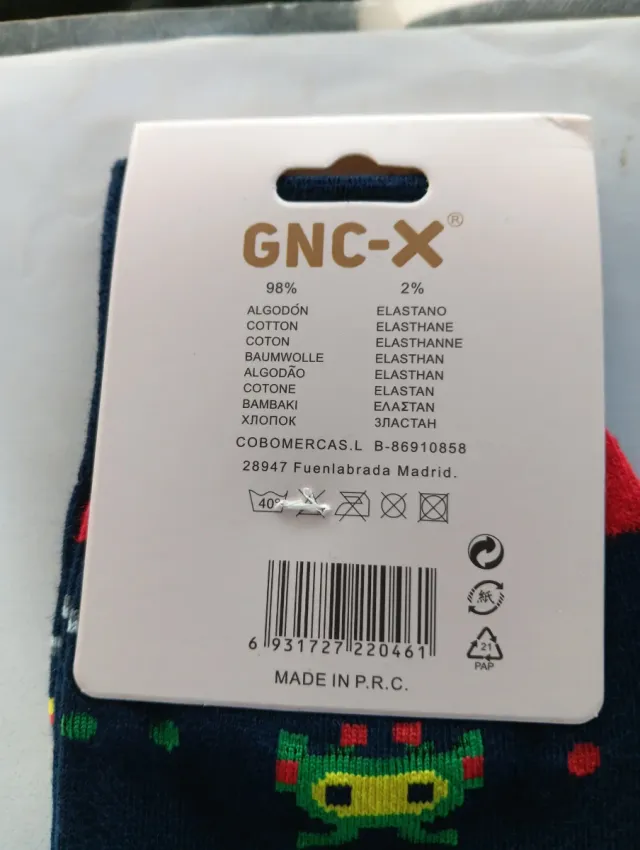 GNC-X®
98% 2%
ALGODÓN ELASTANO
COTTON ELASTHANE
COTON ELASTHANNE
BAUMWOLLE ELASTHAN
ALGODÃO ELASTHAN
COTONE ELASTAN
BAMBAKI ΕΛΑΣΤΑΝ
ХЛОПОК ЗЛАСТАН
COBOMERCAS.L B-86910858
28947 Fuenlabrada Madrid.
40°
紙
6 931727 220461
21
PAP
MADE IN P.R.C.